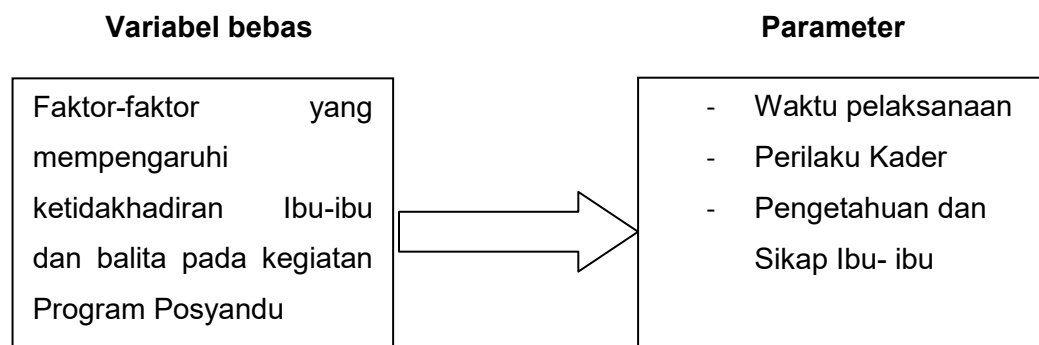 Variabel bebas
Parameter
Faktor-faktor yang
mempengaruhi
ketidakhadiran Ibu-ibu
dan balita pada kegiatan
Program Posyandu
- Waktu pelaksanaan
- Perilaku Kader
- Pengetahuan dan
Sikap Ibu- ibu